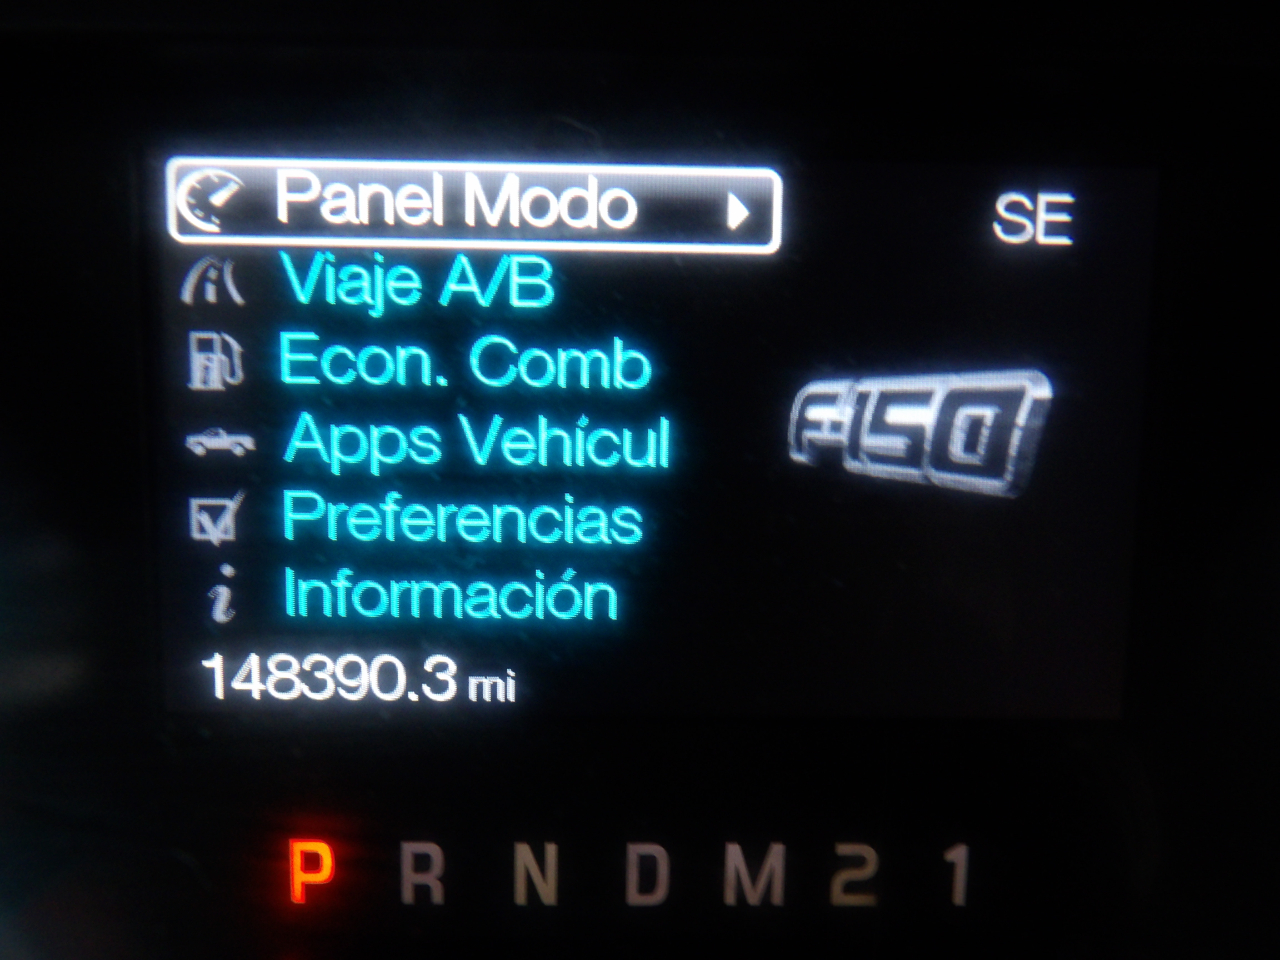 Panel Modo
SE
Viaje A/B
Econ. Comb
F-150
Apps Vehícul
Preferencias
Información
148390.3 mi
P R N D M 2 1